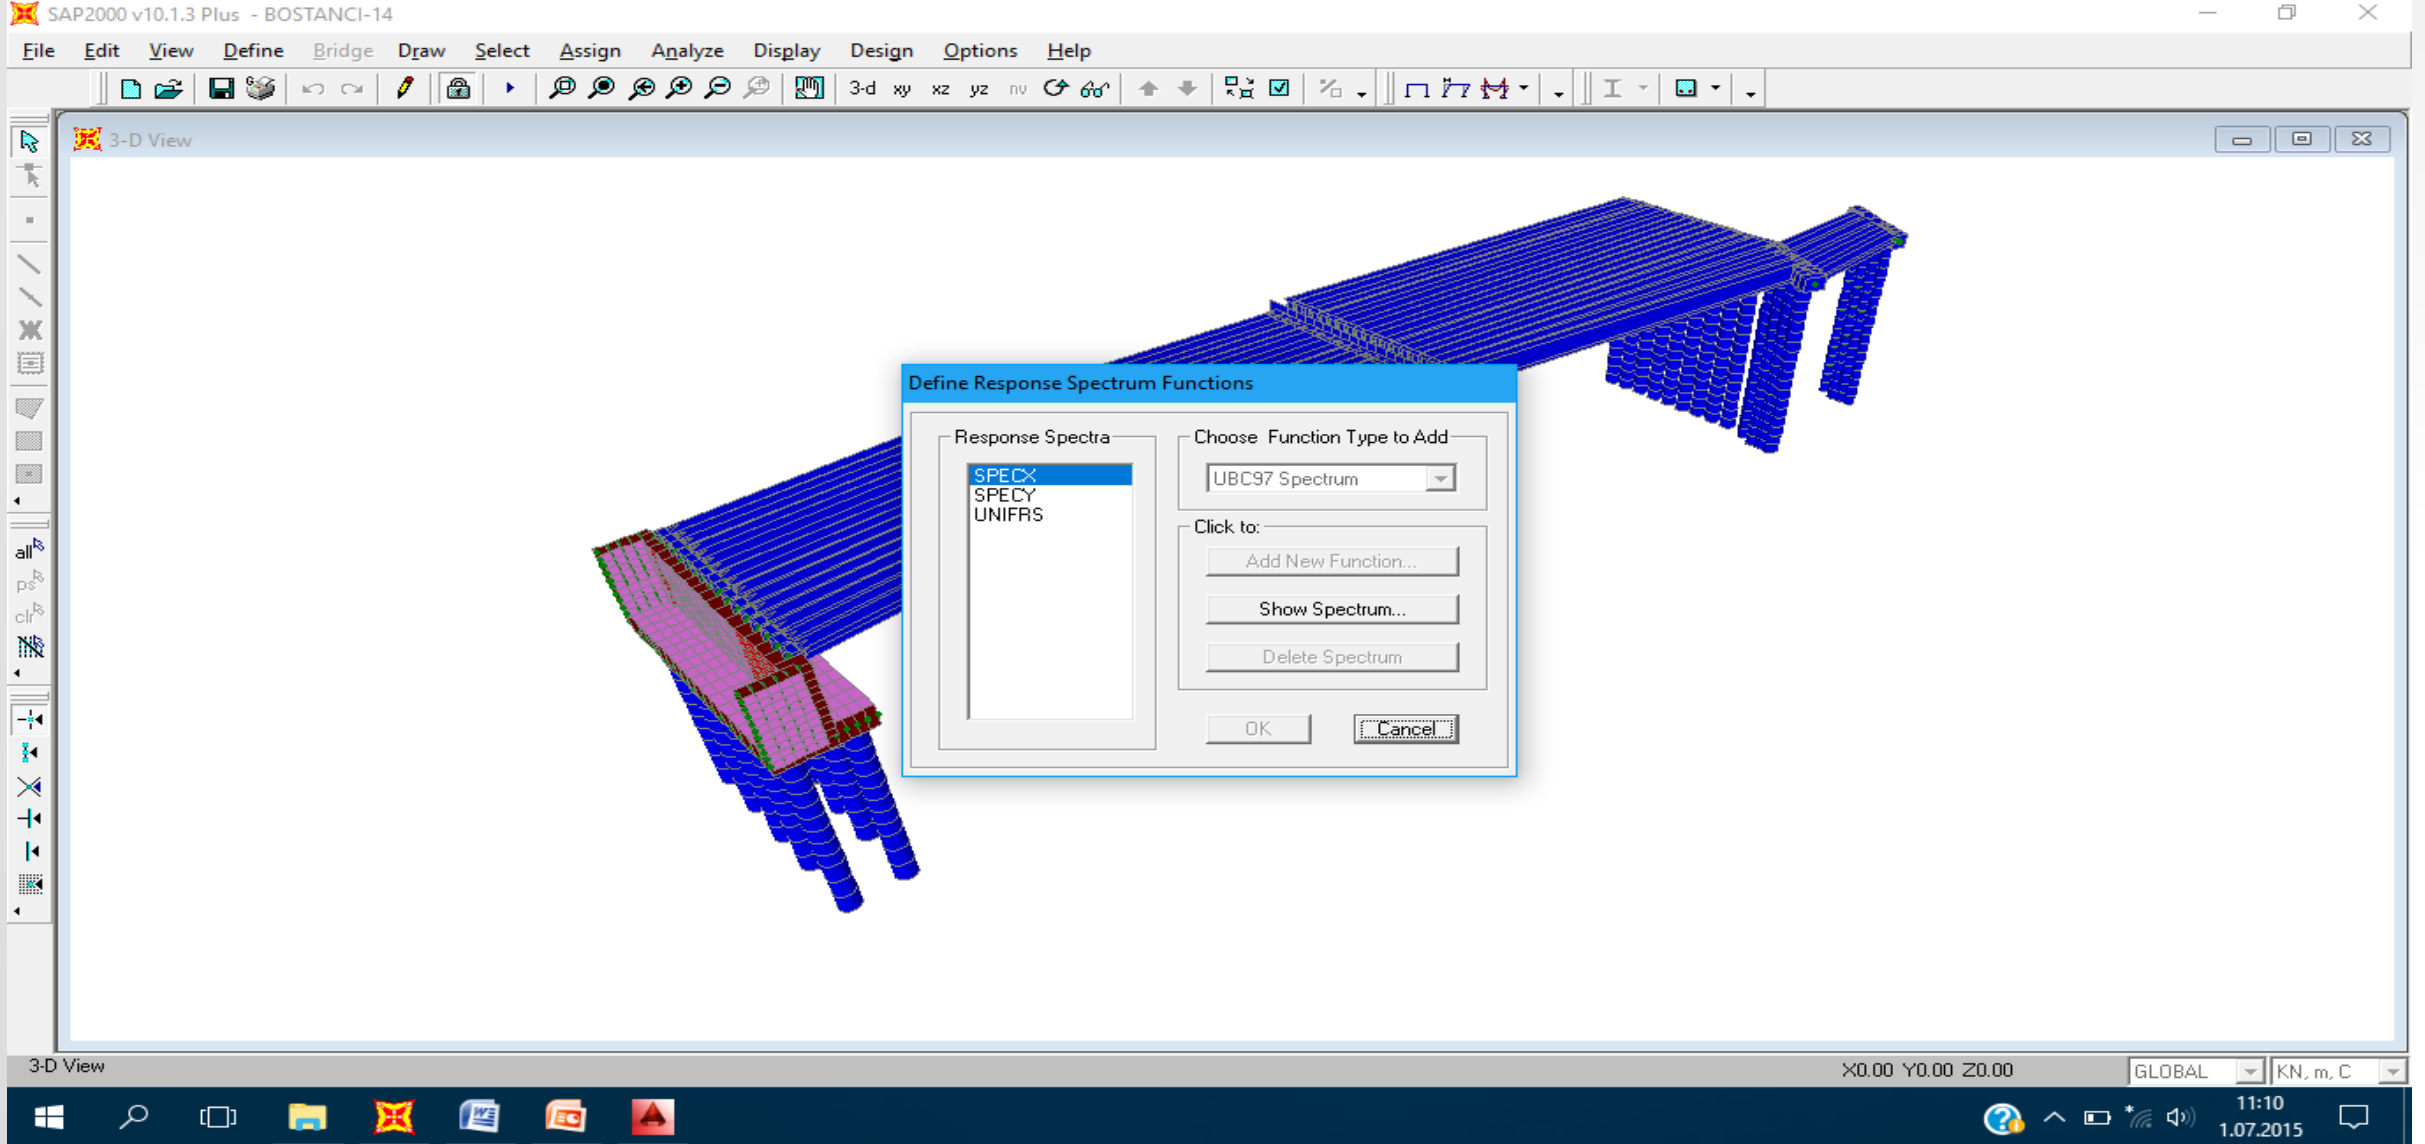 SAP2000 v10.1.3 Plus - BOSTANCI-14
File Edit View Define Bridge Draw Select Assign Analyze Display Design Options Help
3-d xy xz yz nv
3-D View
all
ps
clr
Define Response Spectrum Functions
Response Spectra
SPECX
SPECY
UNIFRS
Choose Function Type to Add
UBC97 Spectrum
Click to:
Add New Function...
Show Spectrum...
Delete Spectrum
OK
Cancel
3-D View
X0.00 Y0.00 Z0.00
GLOBAL
KN, m, C
11:10
1.07.2015